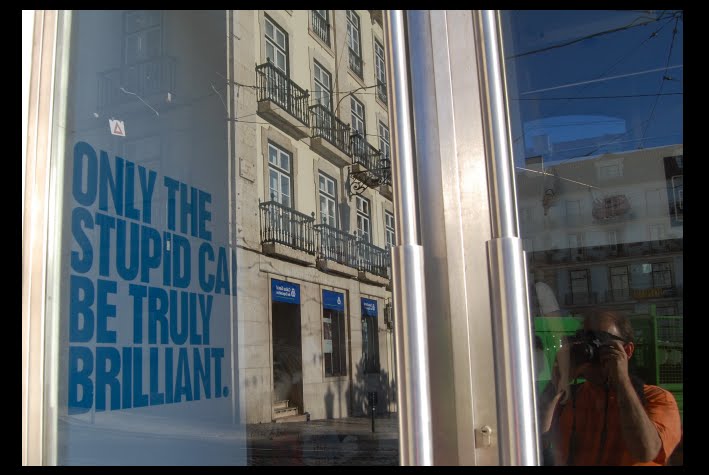 ONLY THE
STUPID CA
BE TRULY
BRILLIANT.